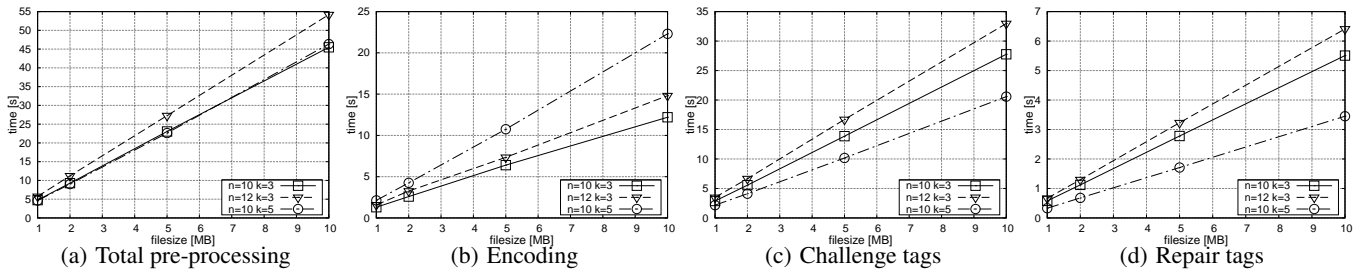 55
50
45
40
35
30
25
20
15
10
5
0
time [s]
1 2 3 4 5 6 7 8 9 10
filesize [MB]
n=10 k=3
n=12 k=3
n=10 k=5
(a) Total pre-processing
25
20
15
10
5
0
time [s]
1 2 3 4 5 6 7 8 9 10
filesize [MB]
n=10 k=3
n=12 k=3
n=10 k=5
(b) Encoding
35
30
25
20
15
10
5
0
time [s]
1 2 3 4 5 6 7 8 9 10
filesize [MB]
n=10 k=3
n=12 k=3
n=10 k=5
(c) Challenge tags
7
6
5
4
3
2
1
0
time [s]
1 2 3 4 5 6 7 8 9 10
filesize [MB]
n=10 k=3
n=12 k=3
n=10 k=5
(d) Repair tags